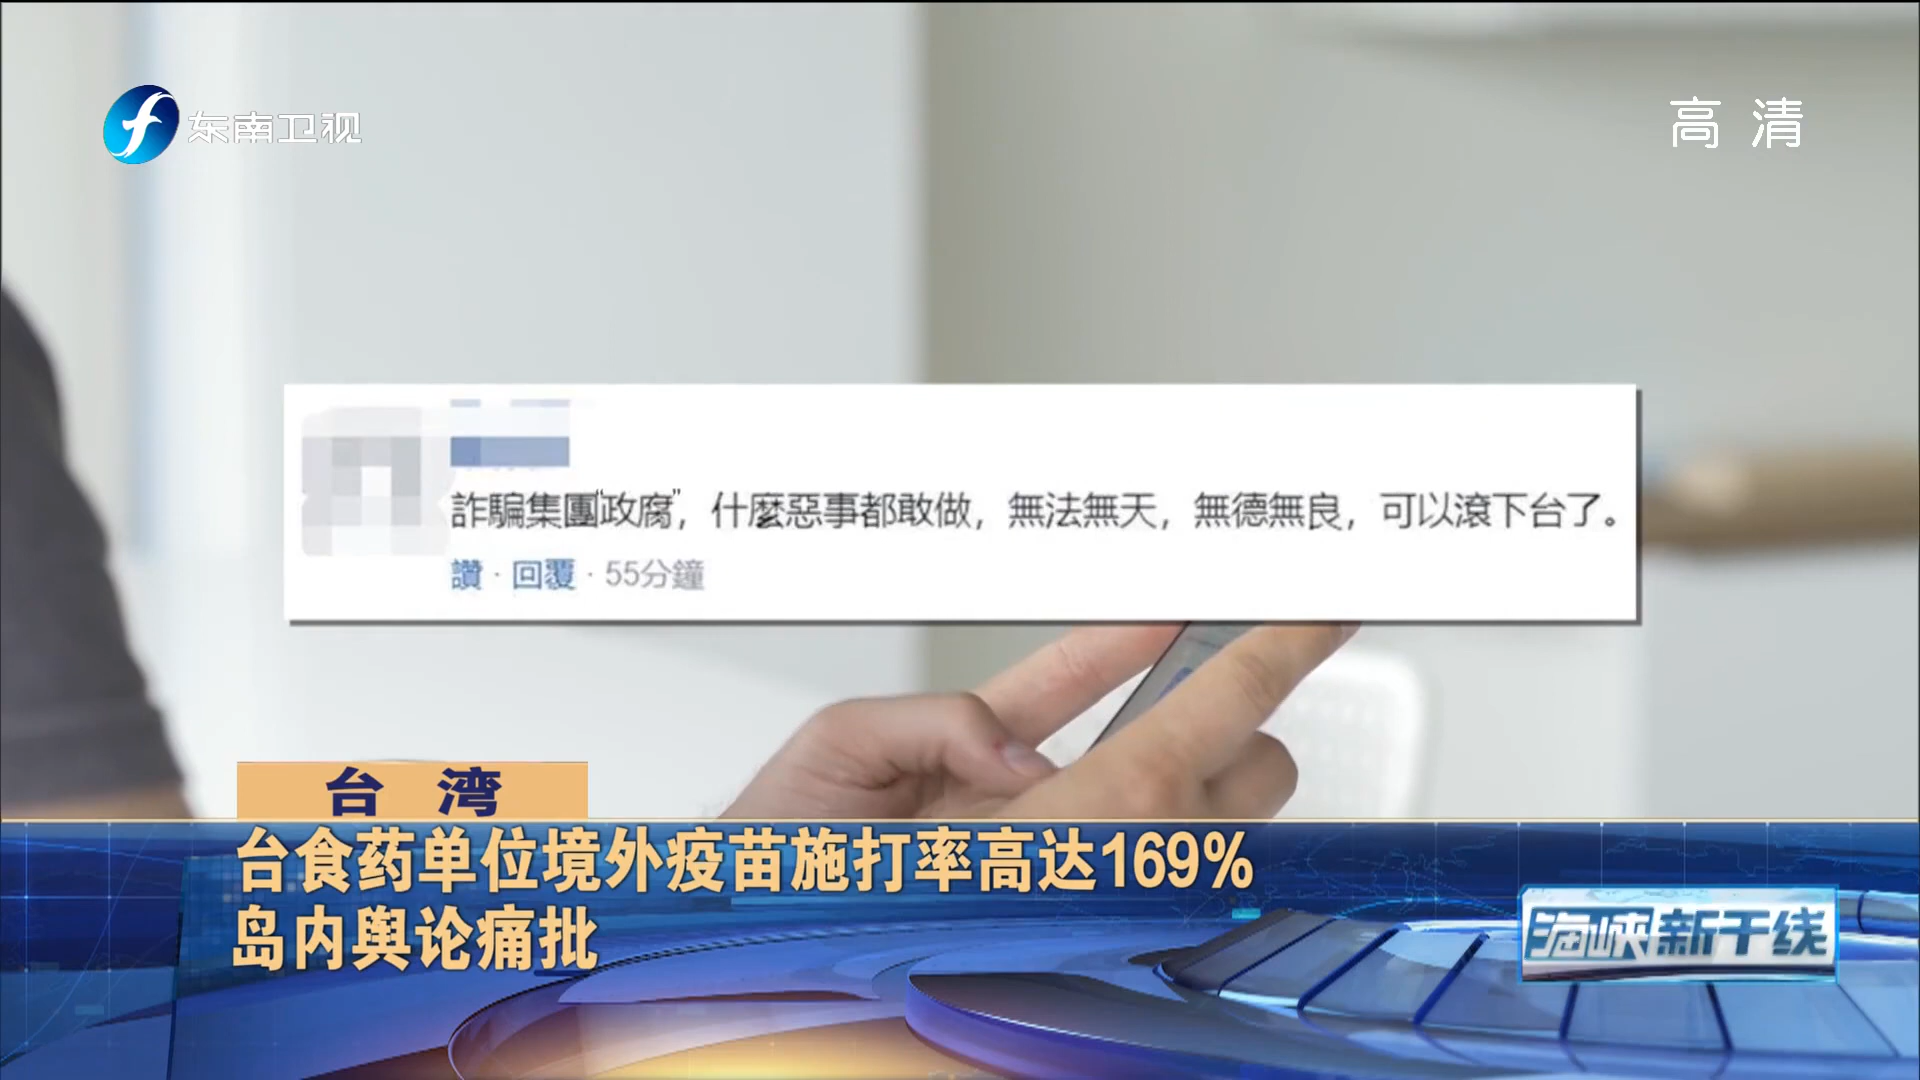 东南卫视
高清
詐騙集團“政腐”，什麼惡事都敢做，無法無天，無德無良，可以滾下台了。
讚 · 回覆 · 55分鐘
台湾
台食药单位境外疫苗施打率高达169%
岛内舆论痛批
海峡新干线